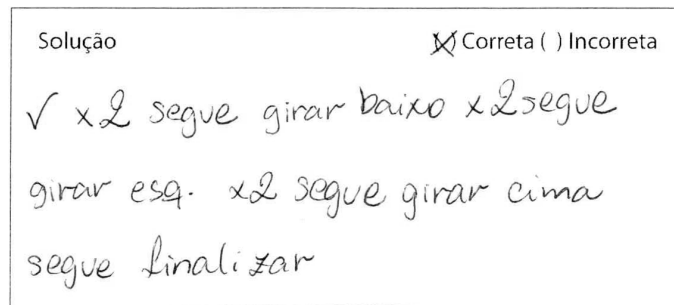 Solução (X) Correta ( ) Incorreta
√ x2 segue girar baixo x2 segue
girar esq. x2 segue girar cima
segue finalizar